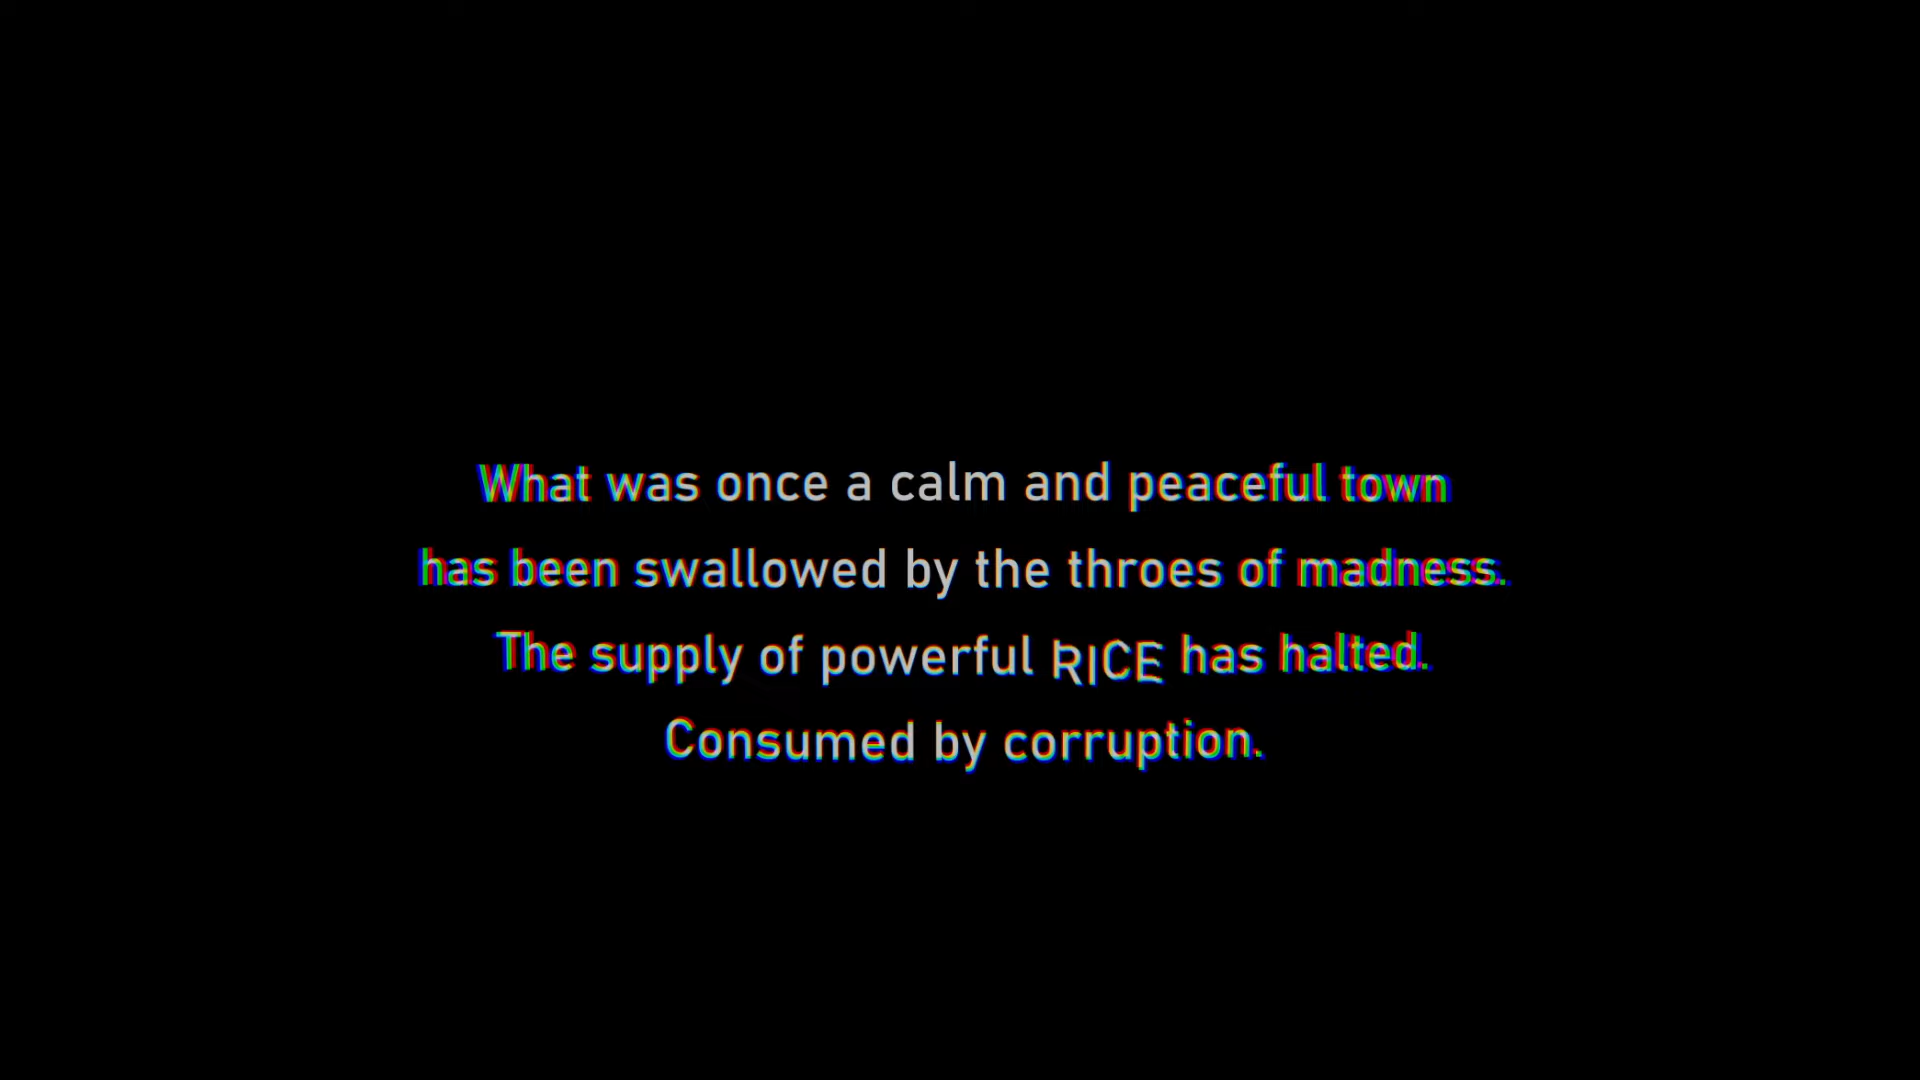 What was once a calm and peaceful town
has been swallowed by the throes of madness.
The supply of powerful RICE has halted.
Consumed by corruption.